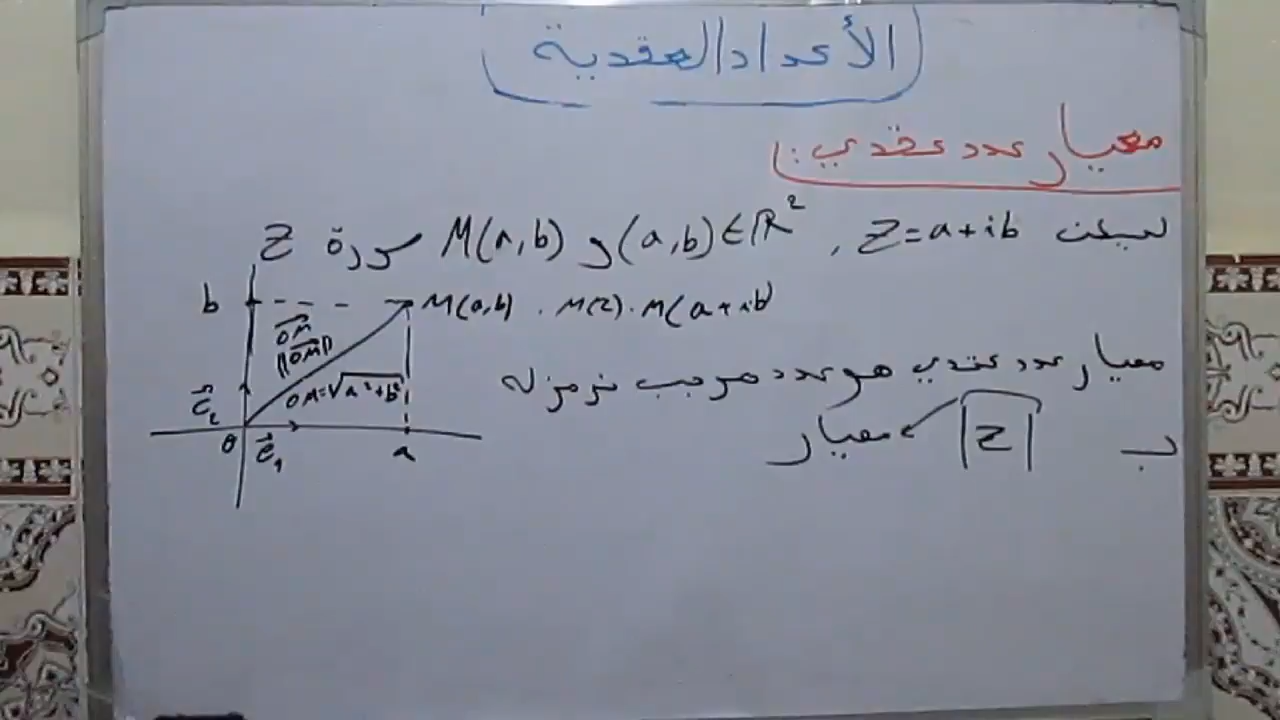 الأعداد العقدية
معيار عدد عقدي :
ليكن z=a+ib , (a,b)∈ℝ² و M(a,b) صورة z
b M(a,b) . M(z) . M(a+ib)
OM
||OM||
OM=√a²+b²
e₂
o e₁ a
معيار عدد عقدي هو عدد موجب نرمز له
ب |z| معيار